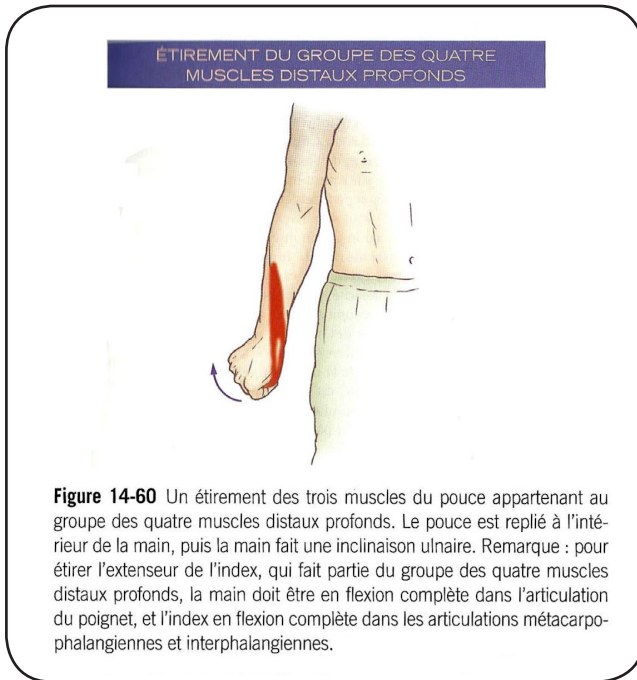 ÉTIREMENT DU GROUPE DES QUATRE
MUSCLES DISTAUX PROFONDS
Figure 14-60 Un étirement des trois muscles du pouce appartenant au
groupe des quatre muscles distaux profonds. Le pouce est replié à l'inté-
rieur de la main, puis la main fait une inclinaison ulnaire. Remarque : pour
étirer l'extenseur de l'index, qui fait partie du groupe des quatre muscles
distaux profonds, la main doit être en flexion complète dans l'articulation
du poignet, et l'index en flexion complète dans les articulations métacarpo-
phalangiennes et interphalangiennes.